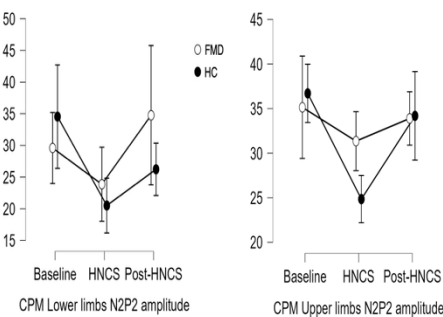 50
45
40
35
30
25
20
15
Baseline HNCS Post-HNCS
CPM Lower limbs N2P2 amplitude
FMD
HC
45
40
35
30
25
20
Baseline HNCS Post-HNCS
CPM Upper limbs N2P2 amplitude